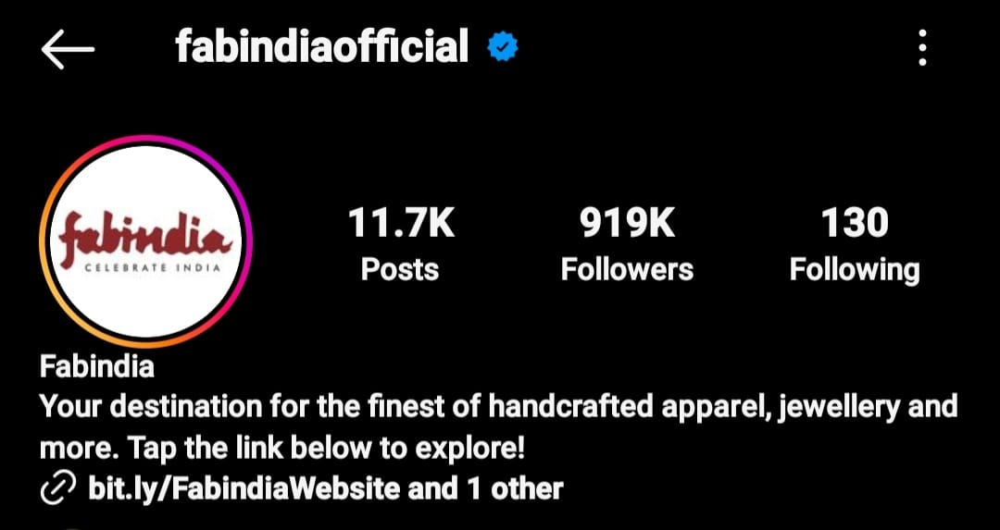 fabindiaofficial
fabindia
CELEBRATE INDIA
11.7K 919K 130
Posts Followers Following
Fabindia
Your destination for the finest of handcrafted apparel, jewellery and
more. Tap the link below to explore!
bit.ly/FabindiaWebsite and 1 other